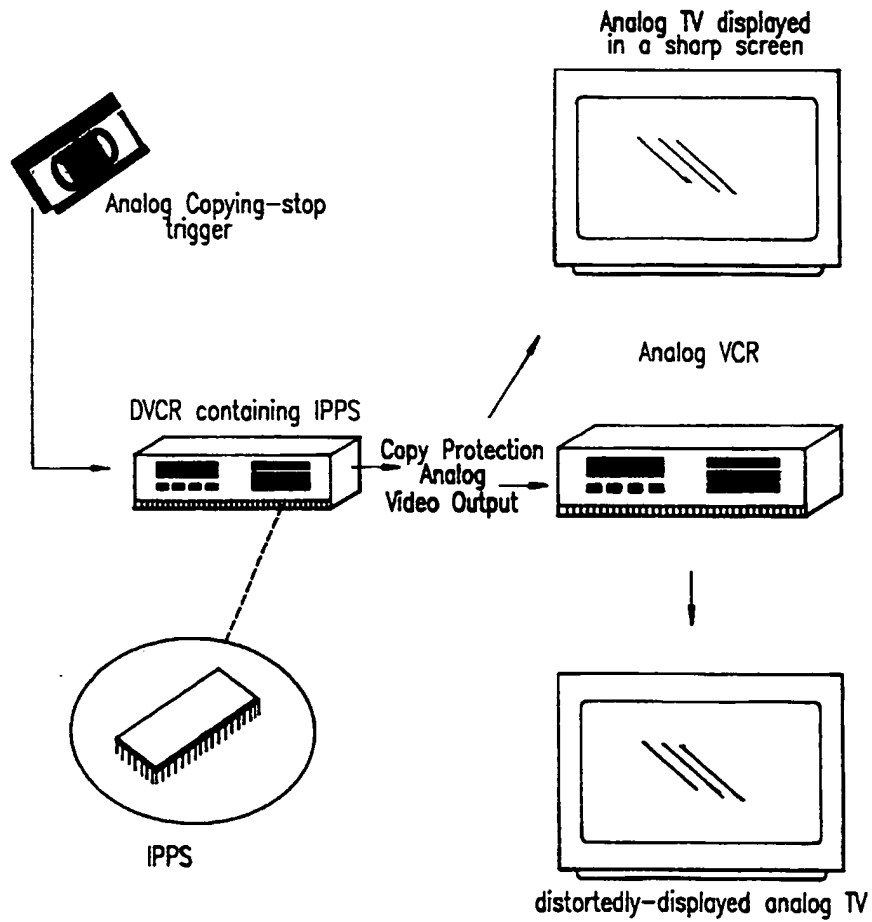 Analog TV displayed
in a sharp screen
Analog Copying-stop
trigger
Analog VCR
DVCR containing IPPS
Copy Protection
Analog
Video Output
IPPS
distortedly-displayed analog TV